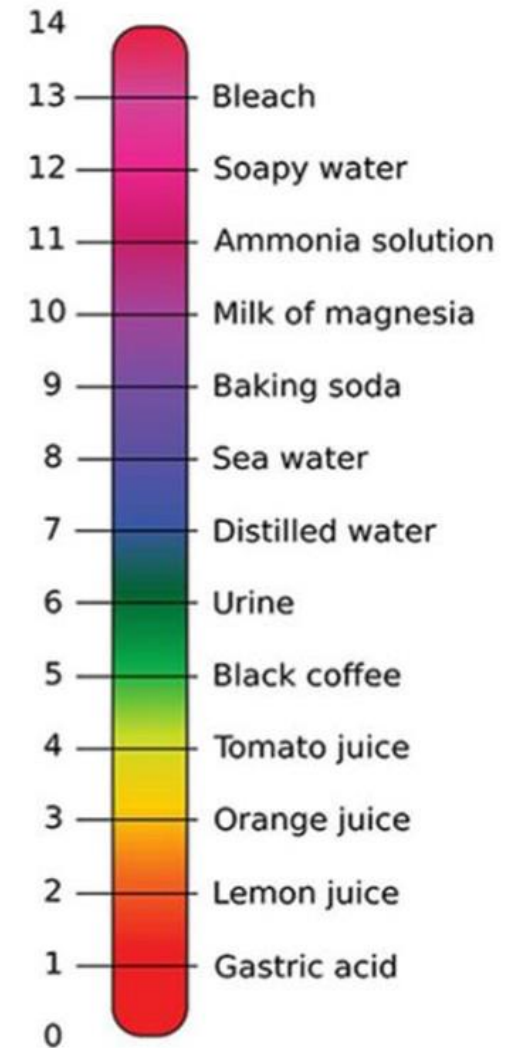 14
13 Bleach
12 Soapy water
11 Ammonia solution
10 Milk of magnesia
9 Baking soda
8 Sea water
7 Distilled water
6 Urine
5 Black coffee
4 Tomato juice
3 Orange juice
2 Lemon juice
1 Gastric acid
0